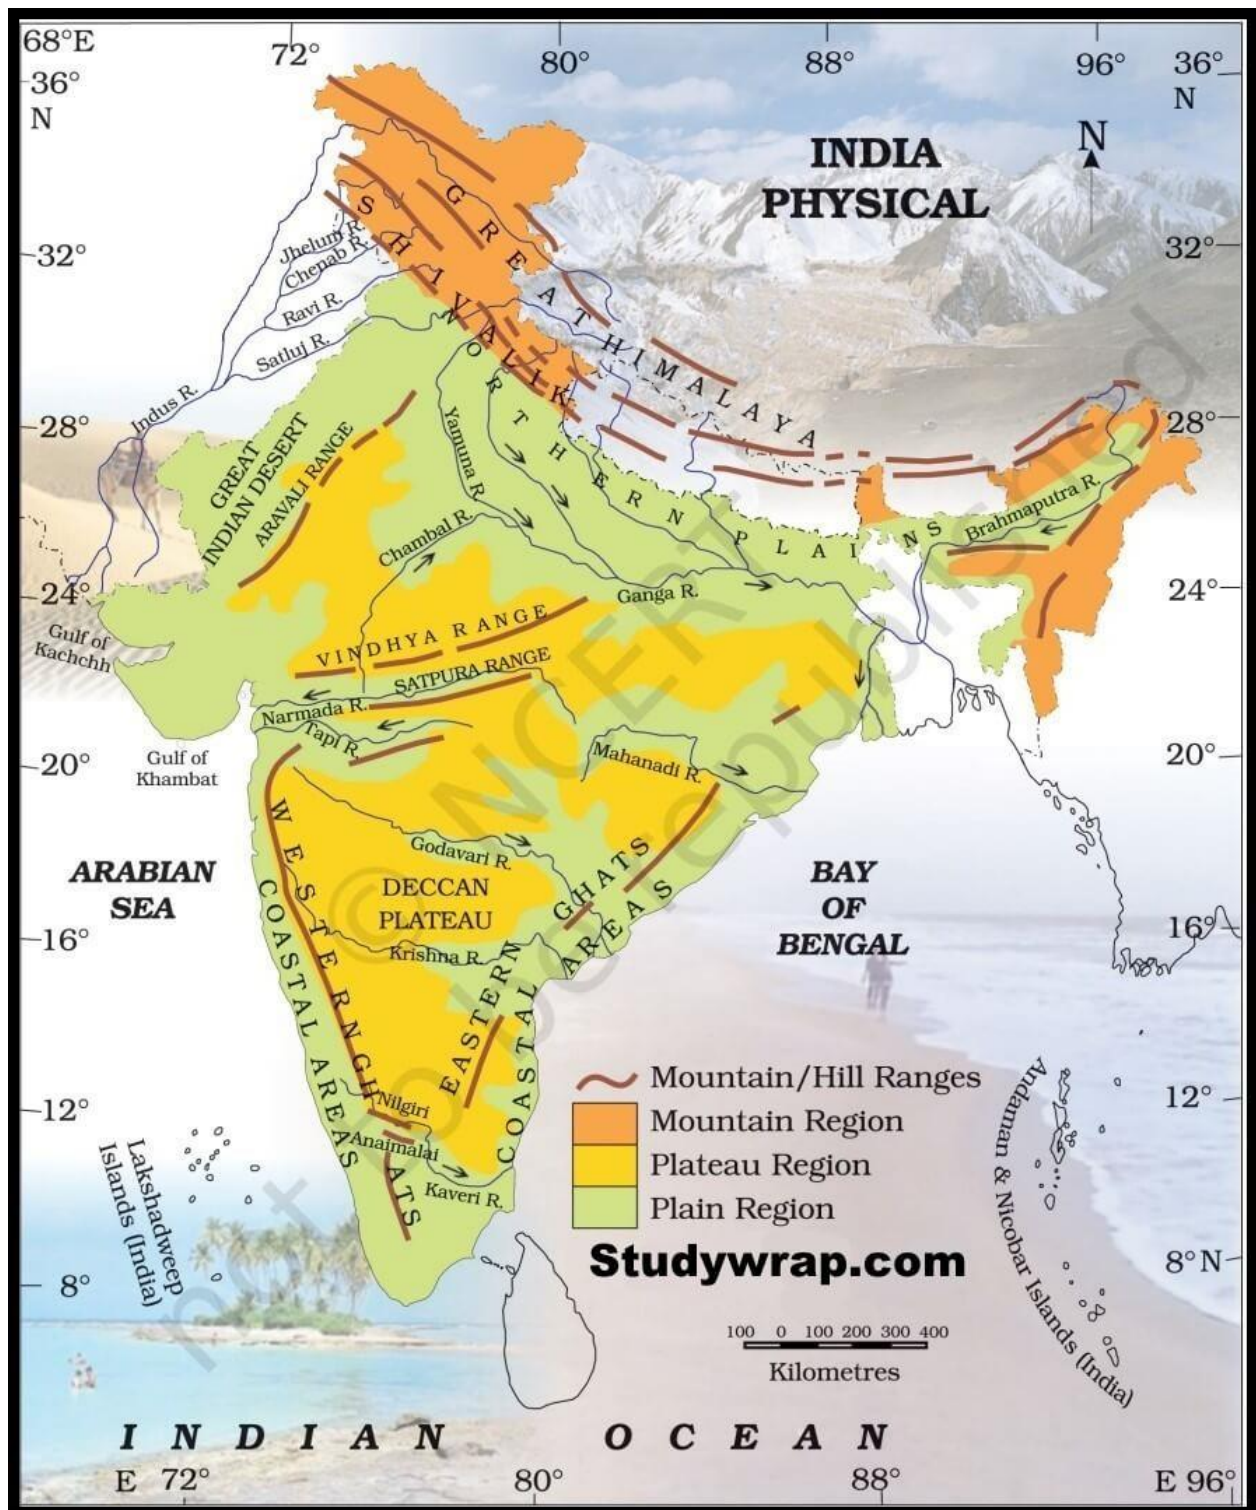 68°E
72°
80°
88°
96°
36°
N
36°
N
INDIA
PHYSICAL
N
32°
32°
28°
28°
24°
24°
20°
20°
16°
16°
12°
12°
8°
8°N
GREAT HIMALAYA
SHIVALIK
Jhelum R.
Chenab R.
Ravi R.
Satluj R.
Indus R.
NORTHERN PLAINS
GREAT
INDIAN DESERT
ARAVALI RANGE
Yamuna R
Chambal R.
Ganga R.
Brahmaputra R.
Gulf of
Kachchh
VINDHYA RANGE
SATPURA RANGE
Narmada R.
Tapi R.
Gulf of
Khambat
Mahanadi R.
Godavari R.
DECCAN
PLATEAU
Krishna R.
WESTERN GHATS
COASTAL AREAS
EASTERN GHATS
COASTAL AREAS
ARABIAN
SEA
BAY
OF
BENGAL
Nilgiri
Anaimalai
Kaveri R.
Lakshadweep
Islands (India)
Andaman & Nicobar Islands (India)
Mountain/Hill Ranges
Mountain Region
Plateau Region
Plain Region
Studywrap.com
100 0 100 200 300 400
Kilometres
INDIAN OCEAN
E 72°
80°
88°
E 96°
© NCERT
not to be republished